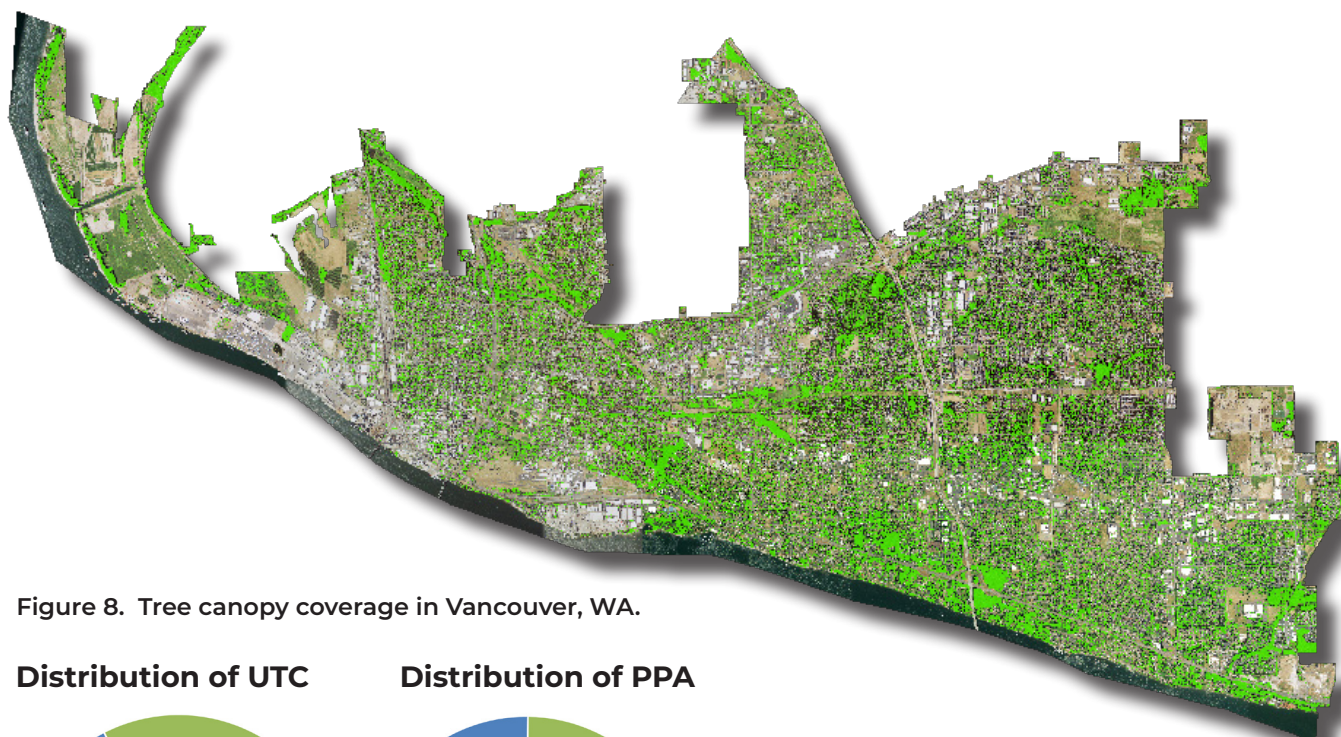 Figure 8. Tree canopy coverage in Vancouver, WA.
Distribution of UTC
Distribution of PPA